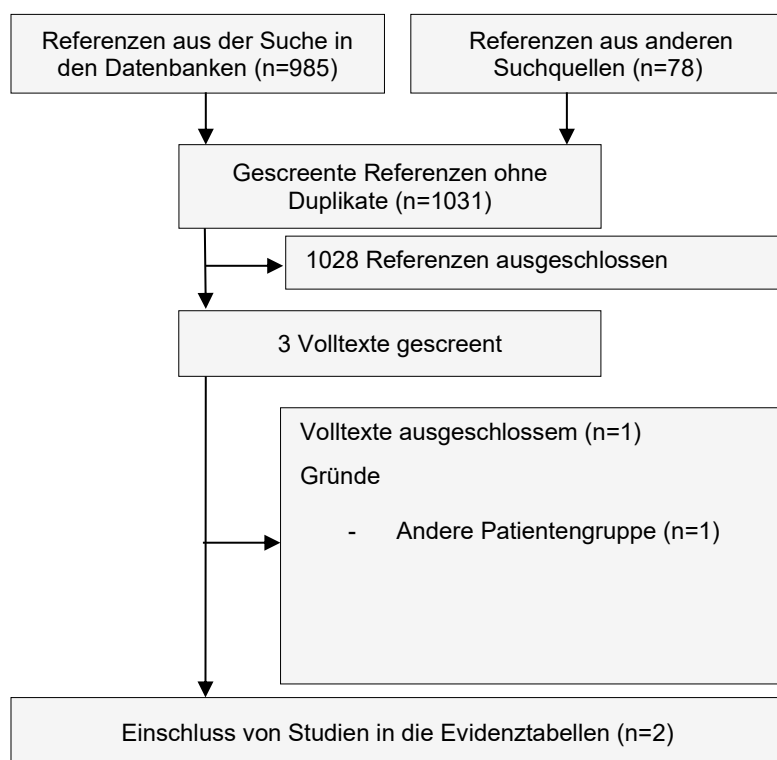 Referenzen aus der Suche in
den Datenbanken (n=985)
Referenzen aus anderen
Suchquellen (n=78)
Gescreente Referenzen ohne
Duplikate (n=1031)
1028 Referenzen ausgeschlossen
3 Volltexte gescreent
Volltexte ausgeschlossem (n=1)
Gründe
- Andere Patientengruppe (n=1)
Einschluss von Studien in die Evidenztabellen (n=2)